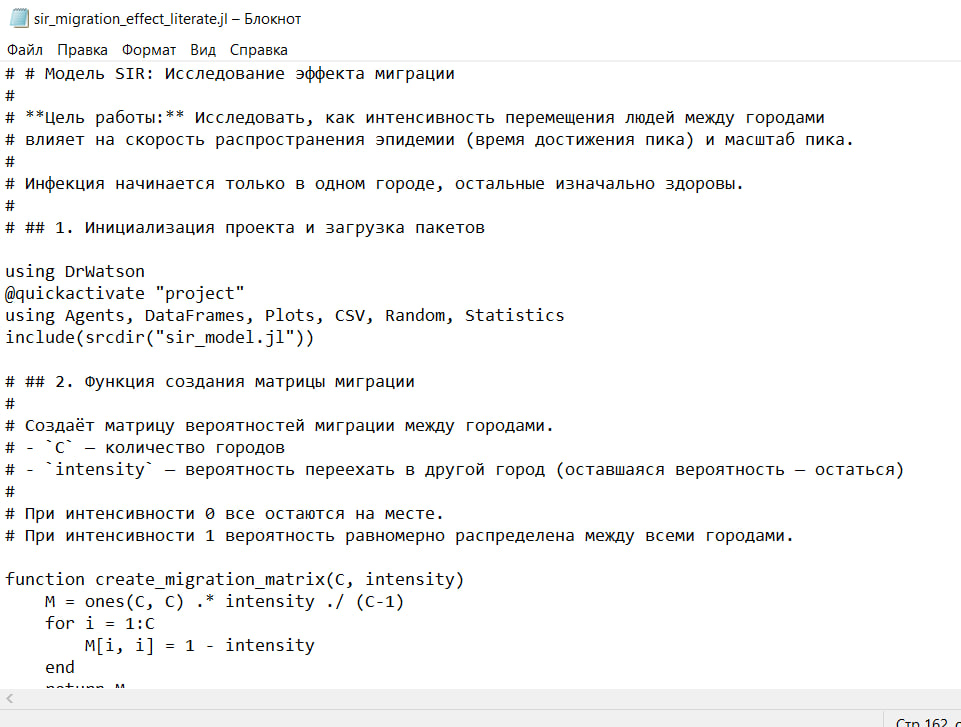 sir_migration_effect_literate.jl – Блокнот
Файл Правка Формат Вид Справка
# # Модель SIR: Исследование эффекта миграции
#
# **Цель работы:** Исследовать, как интенсивность перемещения людей между городами
# влияет на скорость распространения эпидемии (время достижения пика) и масштаб пика.
#
# Инфекция начинается только в одном городе, остальные изначально здоровы.
#
# ## 1. Инициализация проекта и загрузка пакетов
using DrWatson
@quickactivate "project"
using Agents, DataFrames, Plots, CSV, Random, Statistics
include(srcdir("sir_model.jl"))
# ## 2. Функция создания матрицы миграции
#
# Создаёт матрицу вероятностей миграции между городами.
# - `C` — количество городов
# - `intensity` — вероятность переехать в другой город (оставшаяся вероятность — остаться)
#
# При интенсивности 0 все остаются на месте.
# При интенсивности 1 вероятность равномерно распределена между всеми городами.
function create_migration_matrix(C, intensity)
    M = ones(C, C) .* intensity ./ (C-1)
    for i = 1:C
        M[i, i] = 1 - intensity
    end
    return M
Стр 162, с